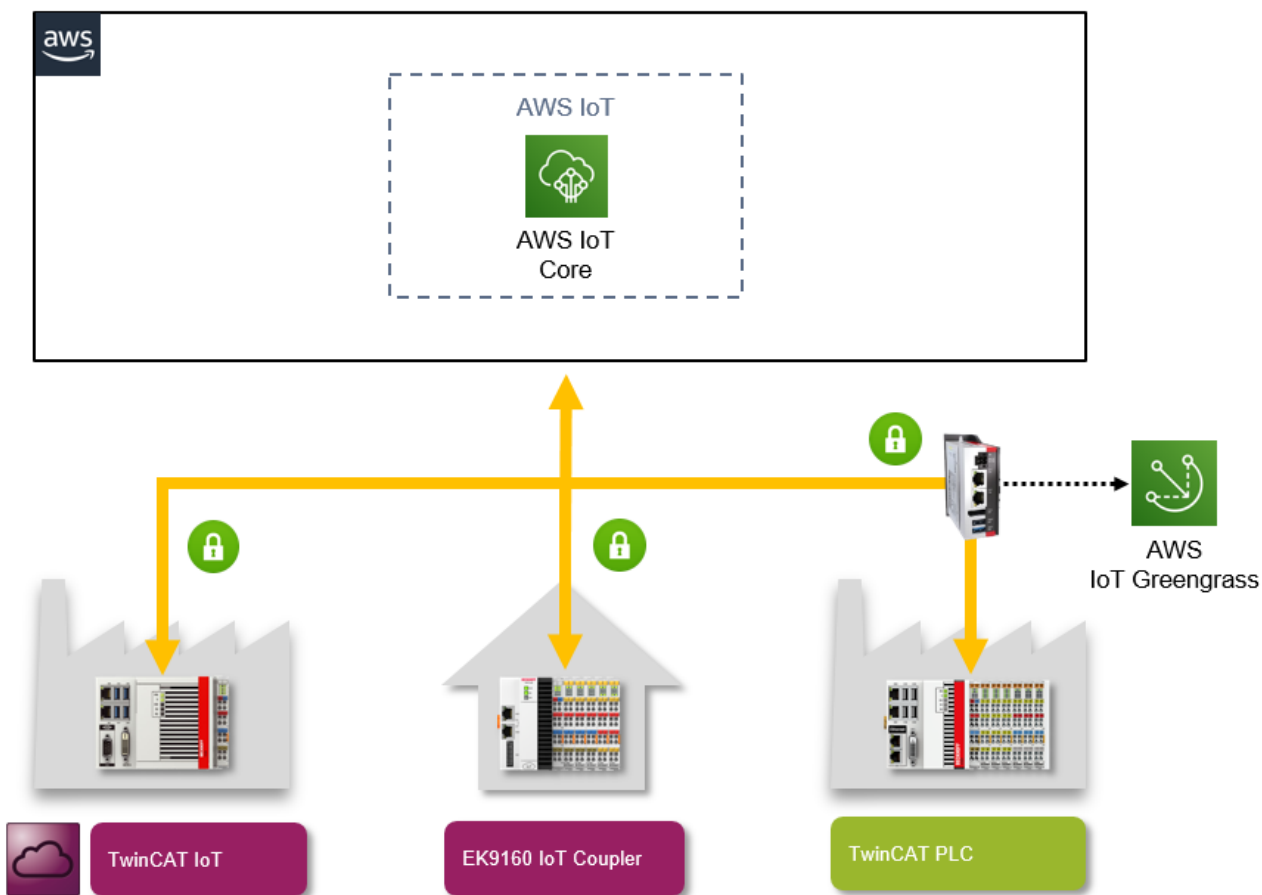 aws
AWS IoT
AWS IoT
Core
AWS
IoT Greengrass
TwinCAT IoT
EK9160 IoT Coupler
TwinCAT PLC